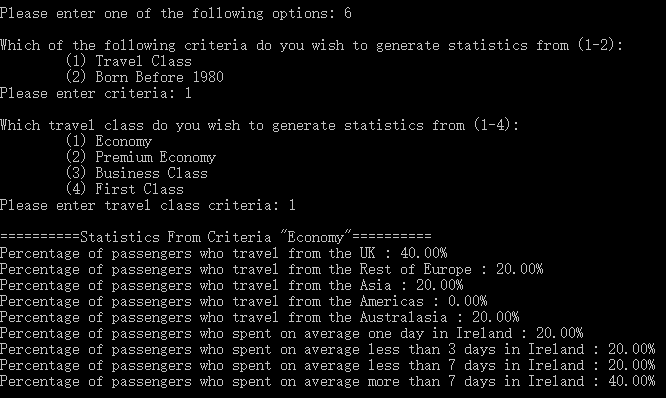 Please enter one of the following options: 6
Which of the following criteria do you wish to generate statistics from (1-2):
(1) Travel Class
(2) Born Before 1980
Please enter criteria: 1
Which travel class do you wish to generate statistics from (1-4):
(1) Economy
(2) Premium Economy
(3) Business Class
(4) First Class
Please enter travel class criteria: 1
==========Statistics From Criteria "Economy"==========
Percentage of passengers who travel from the UK : 40.00%
Percentage of passengers who travel from the Rest of Europe : 20.00%
Percentage of passengers who travel from the Asia : 20.00%
Percentage of passengers who travel from the Americas : 0.00%
Percentage of passengers who travel from the Australasia : 20.00%
Percentage of passengers who spent on average one day in Ireland : 20.00%
Percentage of passengers who spent on average less than 3 days in Ireland : 20.00%
Percentage of passengers who spent on average less than 7 days in Ireland : 20.00%
Percentage of passengers who spent on average more than 7 days in Ireland : 40.00%